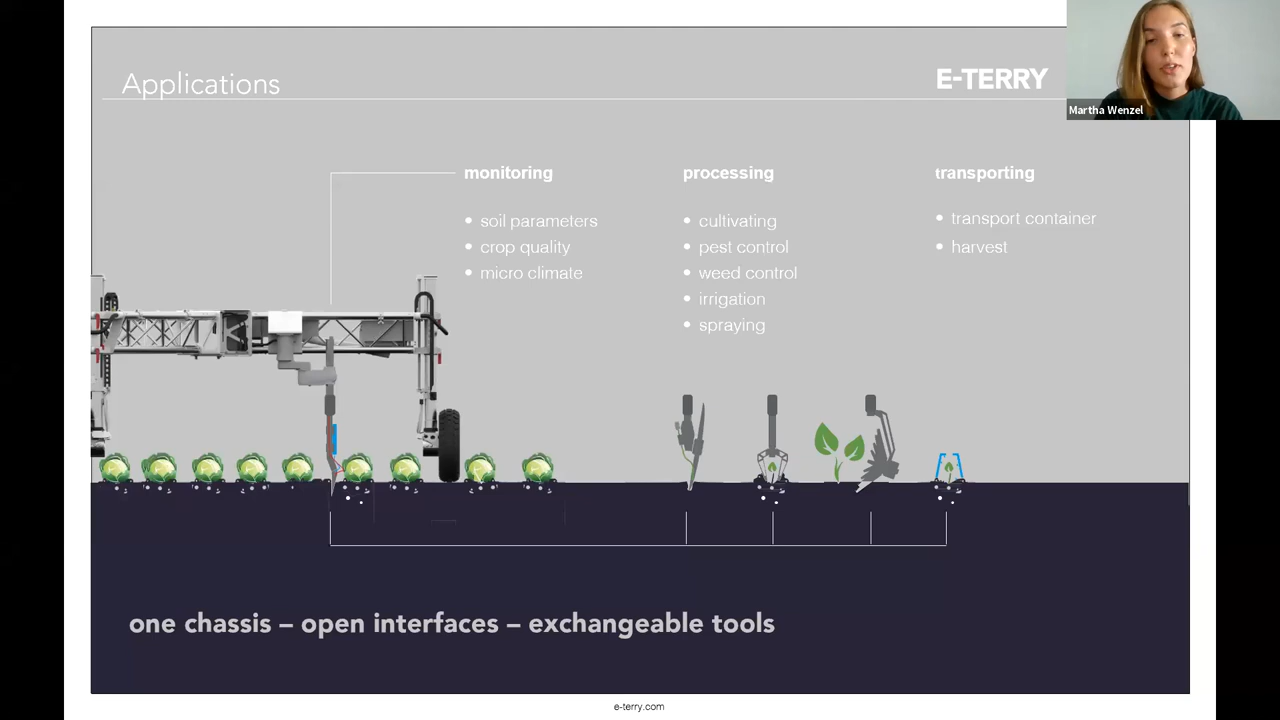 Applications
E-TERRY
Martha Wenzel
monitoring
• soil parameters
• crop quality
• micro climate
processing
• cultivating
• pest control
• weed control
• irrigation
• spraying
transporting
• transport container
• harvest
one chassis – open interfaces – exchangeable tools
e-terry.com